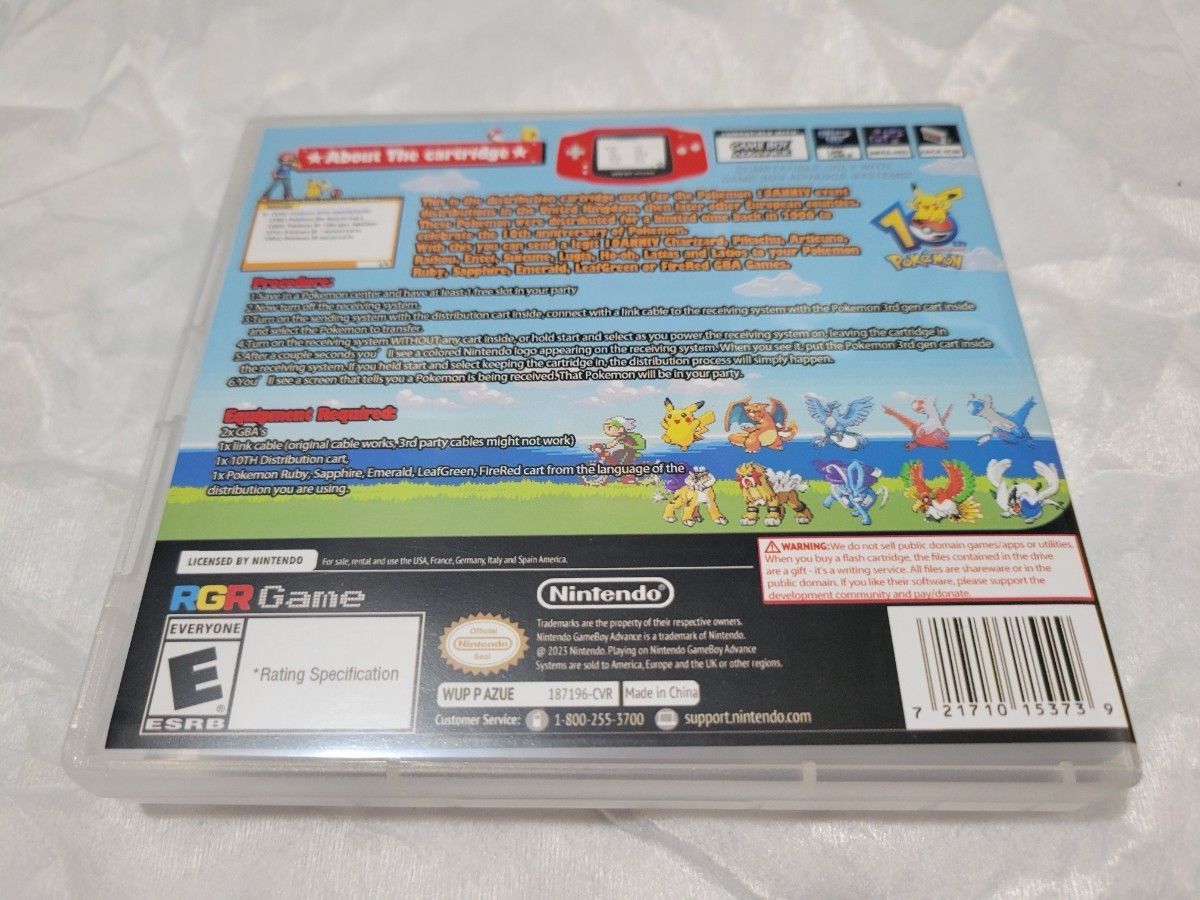 ★ About The cartridge ★
COMPATIBLE WITH
GAME BOY
ADVANCE
COMPATIBLE ONLY WITH
GAME BOY ADVANCE SYSTEMS!
This is the distribution cartridge used for the Pokemon 10ANNIV event
distributions in the United Kingdom, then later other European countries.
These Pokemon were distributed for a limited time back in
celebrate the 10th anniversary of Pokemon.
With this you can send a legit 10ANNIV Charizard, Pikachu, Articuno,
Raikou, Entei, Suicune, Lugia, Ho-oh, Latias and Latios to your Pokemon
Ruby, Sapphire, Emerald, LeafGreen or FireRed GBA Games.
10
POKéMON
Procedure:
1.Save in a Pokemon center and have at least 1 free slot in your party
2.Now turn off the receiving system.
3.Turn on the sending system with the distribution cart inside, connect with a link cable to the receiving system with the Pokemon 3rd gen cart inside
and select the Pokemon to transfer.
4.Turn on the receiving system WITHOUT any cart inside, or hold start and select as you power the receiving system on, leaving the cartridge in
5.After a couple seconds you' ll see a colored Nintendo logo appearing on the receiving system. When you see it, put the Pokemon 3rd gen cart inside
the receiving system. If you held start and select keeping the cartridge in, the distribution process will simply happen.
6.You' ll see a screen that tells you a Pokemon is being received. That Pokemon will be in your party.
Equipment Required:
2x GBA's
1x link cable (original cable works, 3rd party cables might not work)
1x 10TH Distribution cart,
1x Pokemon Ruby, Sapphire, Emerald, LeafGreen, FireRed cart from the language of the
distribution you are using.
LICENSED BY NINTENDO
For sale, rental and use the USA, France, Germany, Italy and Spain America.
⚠WARNING: We do not sell public domain games/apps or utilities.
When you buy a flash cartridge, the files contained in the drive
are a gift - it's a writing service. All files are shareware or in the
public domain. If you like their software, please support the
development community and pay/donate.
RGR Game
Nintendo
EVERYONE
E
®
ESRB
*Rating Specification
Official
Nintendo
Seal
Trademarks are the property of their respective owners.
Nintendo GameBoy Advance is a trademark of Nintendo.
@ 2023 Nintendo. Playing on Nintendo GameBoy Advance
Systems are sold to America, Europe and the UK or other regions.
WUP P AZUE 187196-CVR Made in China
Customer Service: 1-800-255-3700 support.nintendo.com
7 21710 15373 9